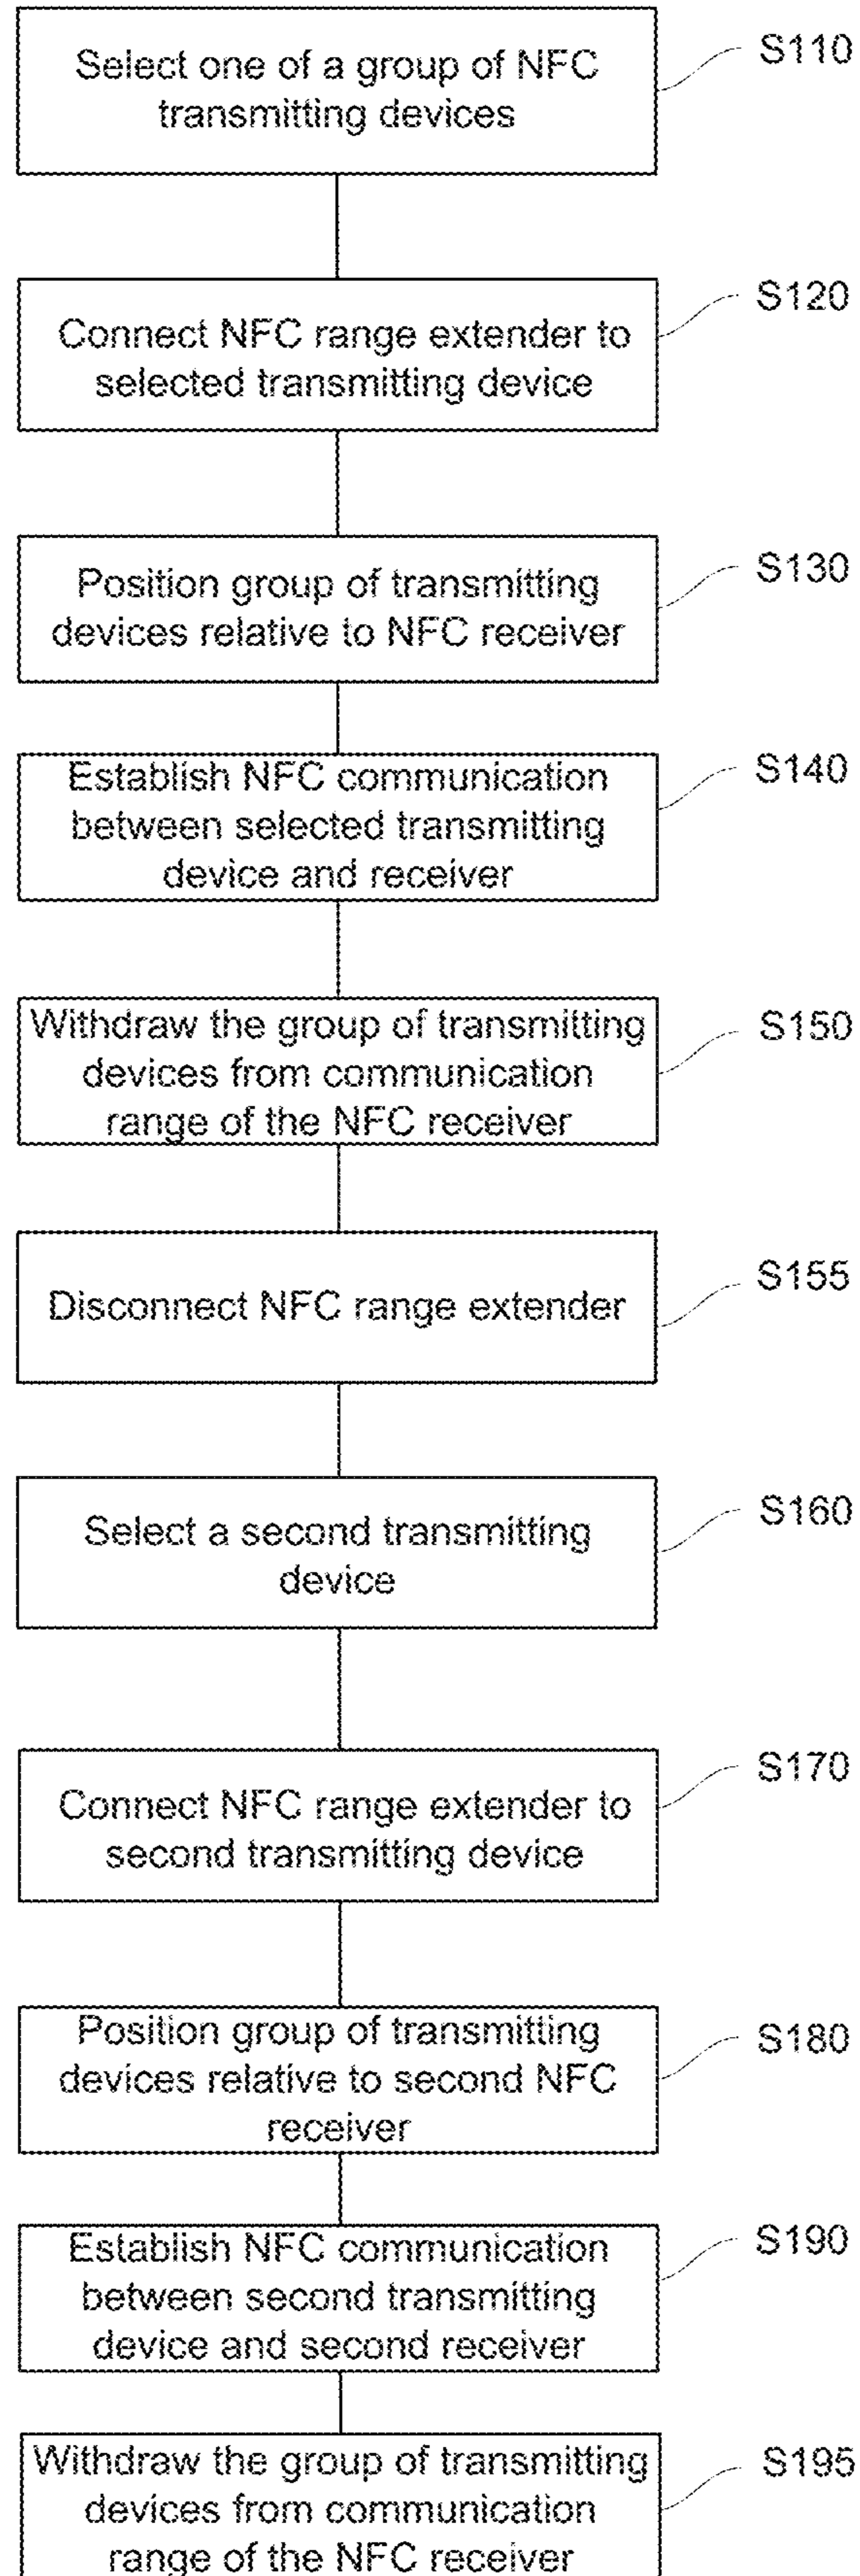 Select one of a group of NFC
transmitting devices
S110
Connect NFC range extender to
selected transmitting device
S120
Position group of transmitting
devices relative to NFC receiver
S130
Establish NFC communication
between selected transmitting
device and receiver
S140
Withdraw the group of transmitting
devices from communication
range of the NFC receiver
S150
Disconnect NFC range extender
S155
Select a second transmitting
device
S160
Connect NFC range extender to
second transmitting device
S170
Position group of transmitting
devices relative to second NFC
receiver
S180
Establish NFC communication
between second transmitting
device and second receiver
S190
Withdraw the group of transmitting
devices from communication
range of the NFC receiver
S195